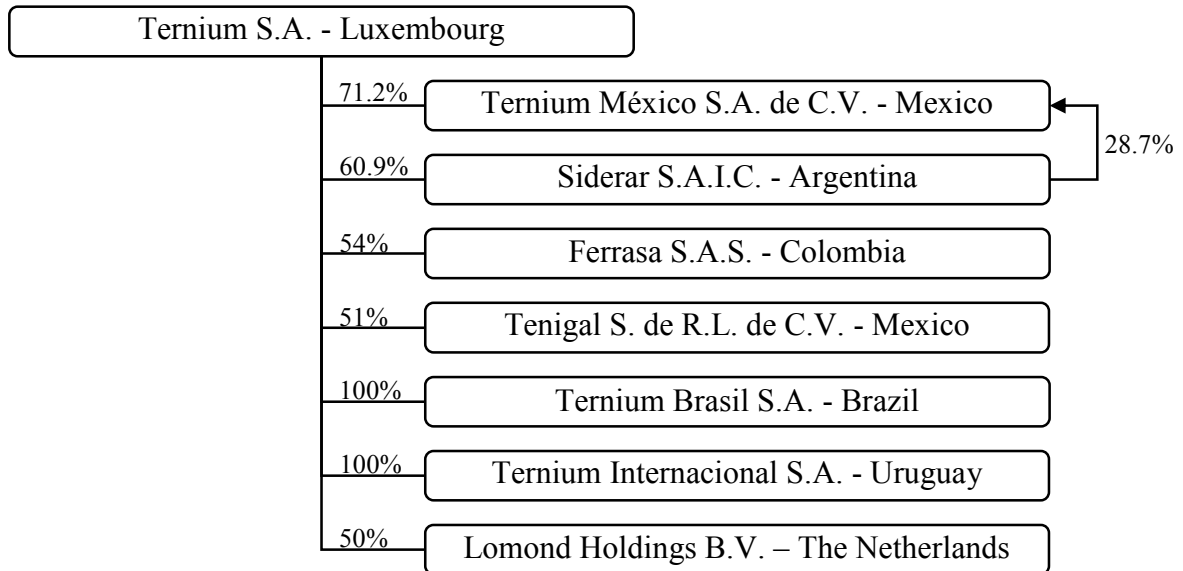 Ternium S.A. - Luxembourg
71.2%
Ternium México S.A. de C.V. - Mexico
28.7%
60.9%
Siderar S.A.I.C. - Argentina
54%
Ferrasa S.A.S. - Colombia
51%
Tenigal S. de R.L. de C.V. - Mexico
100%
Ternium Brasil S.A. - Brazil
100%
Ternium Internacional S.A. - Uruguay
50%
Lomond Holdings B.V. – The Netherlands